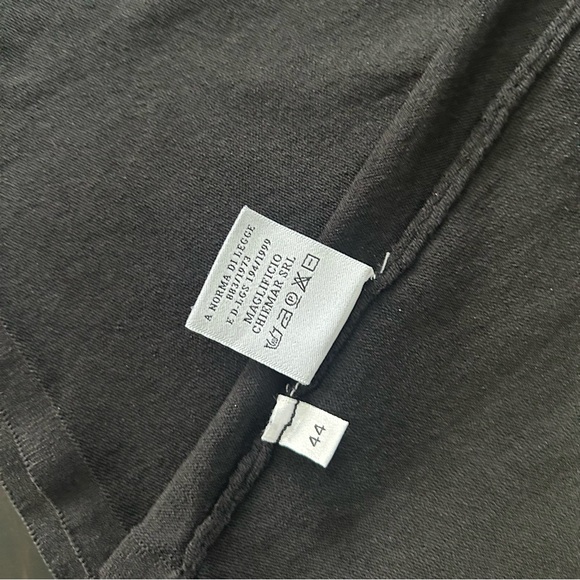 A NORMA DI LEGGE
883/1973
E D.LGS 194/1999
MAGLIFICIO
CHIEMAR SRL
44